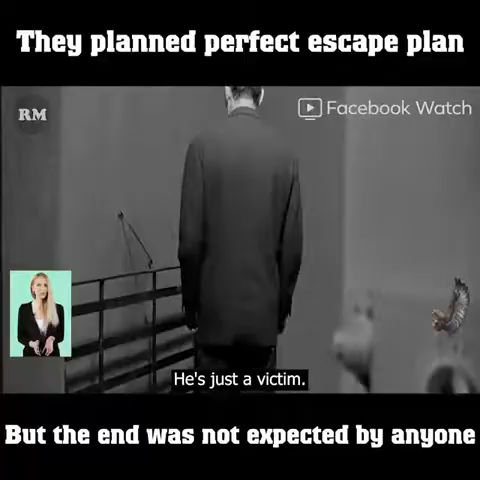 They planned perfect escape plan
RM
Facebook Watch
He's just a victim.
But the end was not expected by anyone